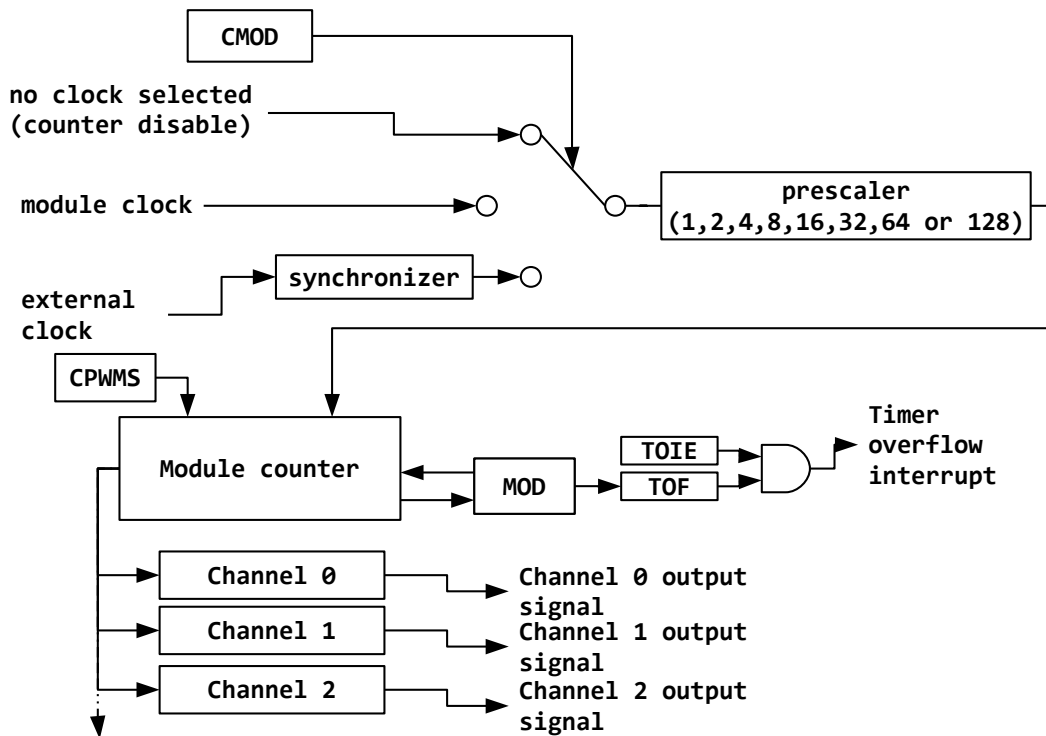 CMOD
no clock selected
(counter disable)
module clock
prescaler
(1,2,4,8,16,32,64 or 128)
synchronizer
external
clock
CPWMS
Module counter
MOD
TOIE
TOF
Timer
overflow
interrupt
Channel 0
Channel 0 output
signal
Channel 1
Channel 1 output
signal
Channel 2
Channel 2 output
signal